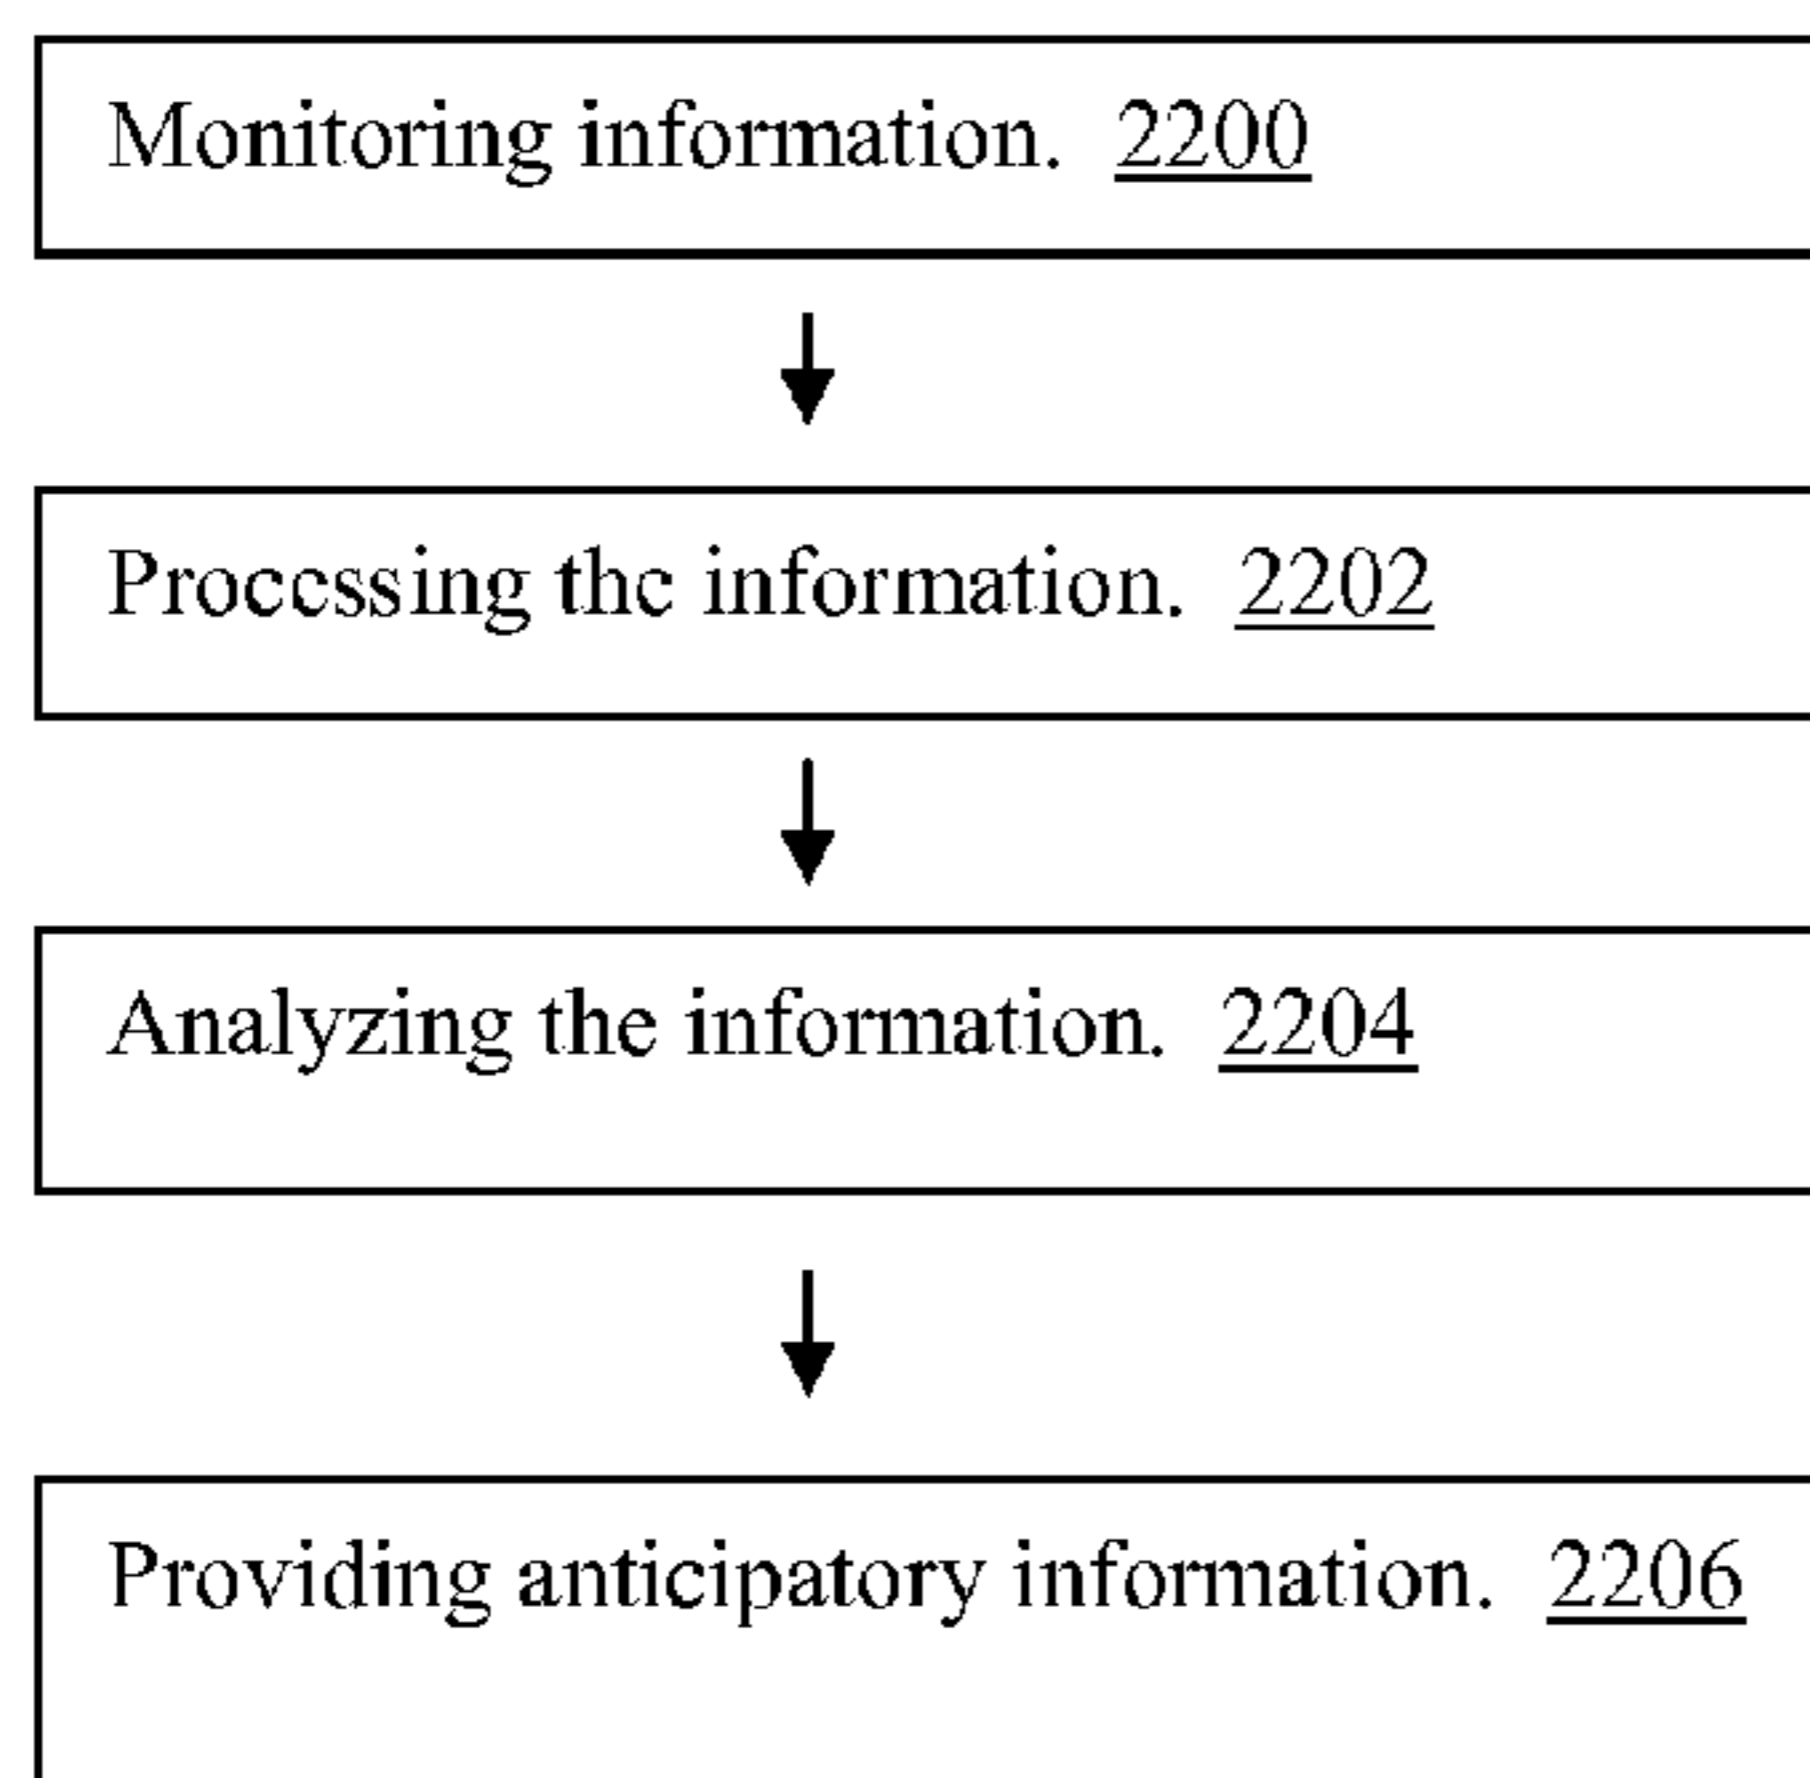 Monitoring information. 2200
Processing the information. 2202
Analyzing the information. 2204
Providing anticipatory information. 2206